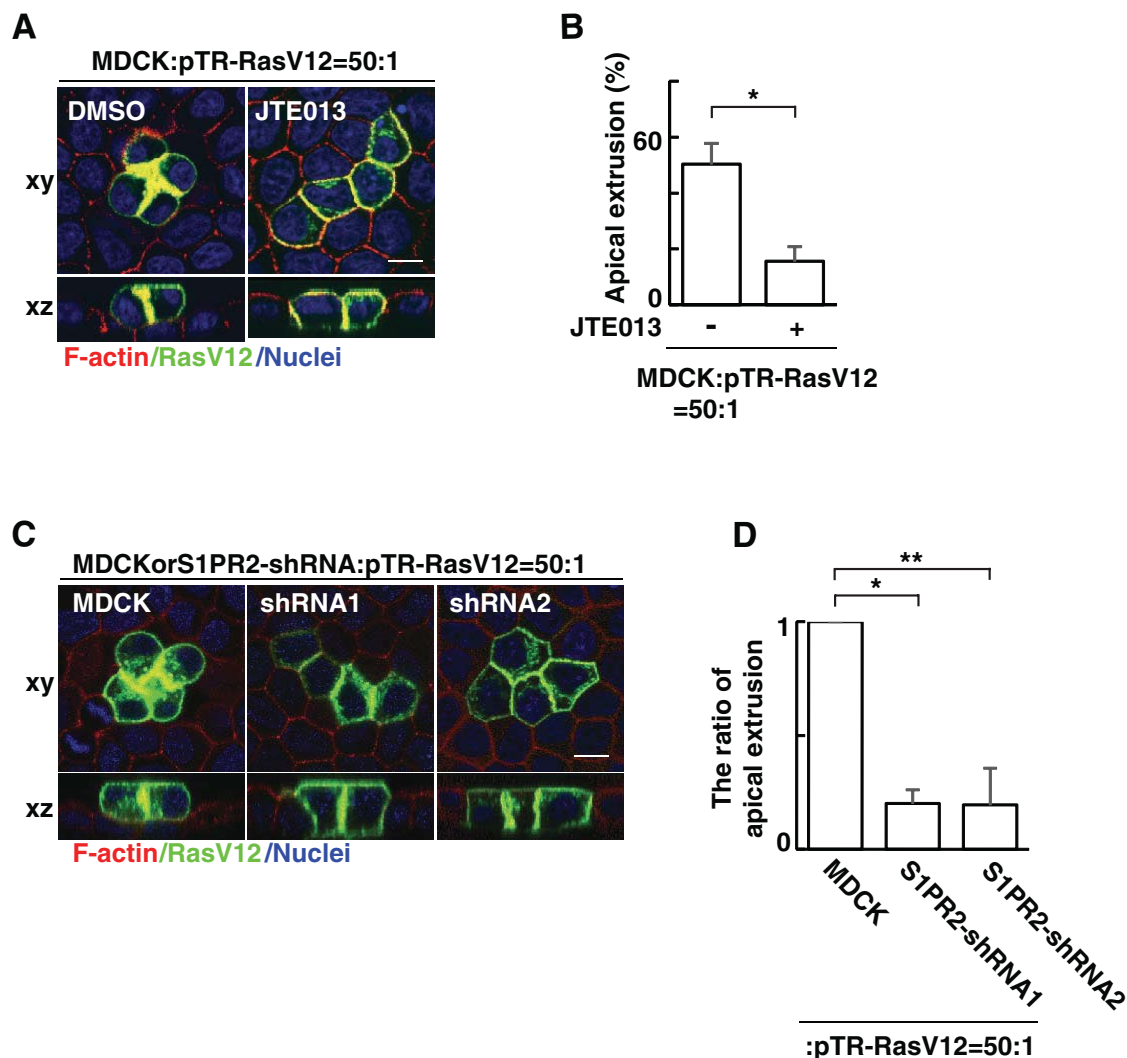 A
MDCK:pTR-RasV12=50:1
DMSO
JTE013
xy
xz
F-actin/RasV12/Nuclei
B
Apical extrusion (%)
60
0
*
JTE013
-
+
MDCK:pTR-RasV12
=50:1
C
MDCKorS1PR2-shRNA:pTR-RasV12=50:1
MDCK
shRNA1
shRNA2
xy
xz
F-actin/RasV12/Nuclei
D
The ratio of
apical extrusion
1
0
**
*
MDCK
S1PR2-shRNA1
S1PR2-shRNA2
:pTR-RasV12=50:1